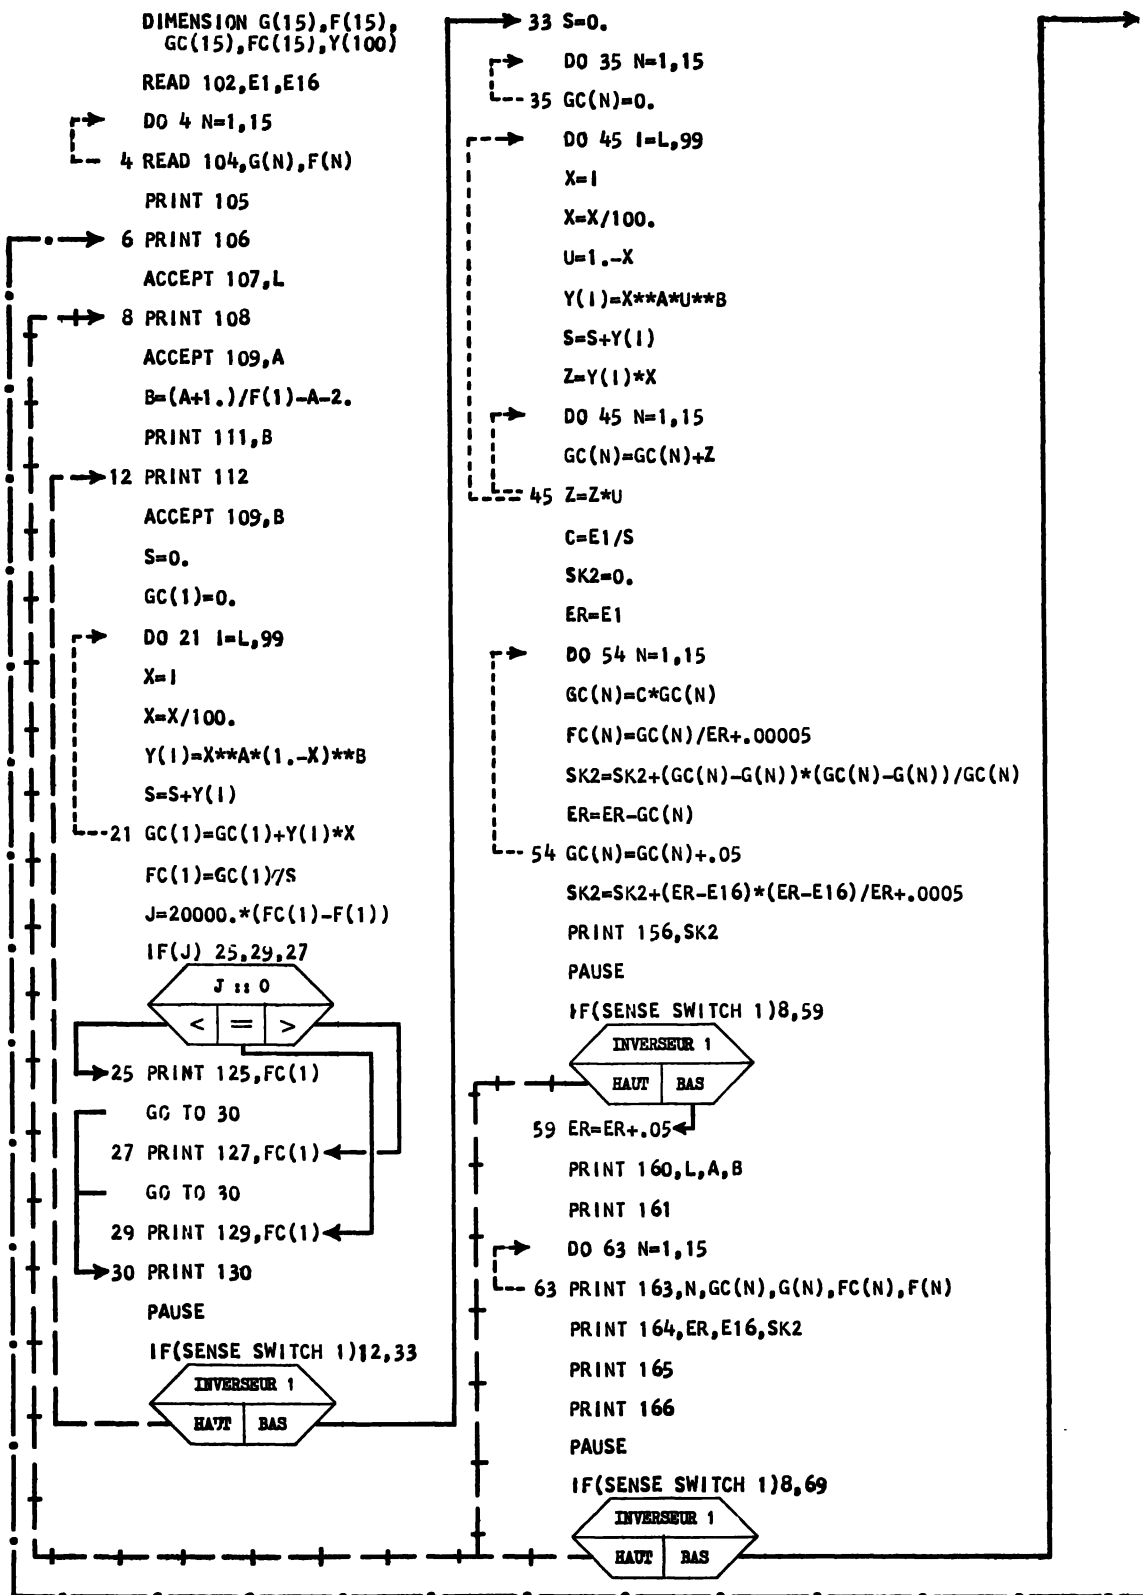 DIMENSION G(15),F(15),
GC(15),FC(15),Y(100)
READ 102,E1,E16
DO 4 N=1,15
4 READ 104,G(N),F(N)
PRINT 105
6 PRINT 106
ACCEPT 107,L
8 PRINT 108
ACCEPT 109,A
B=(A+1.)/F(1)-A-2.
PRINT 111,B
12 PRINT 112
ACCEPT 109,B
S=0.
GC(1)=0.
DO 21 I=L,99
X=I
X=X/100.
Y(I)=X**A*(1.-X)**B
S=S+Y(I)
21 GC(1)=GC(1)+Y(I)*X
FC(1)=GC(1)/S
J=20000.*(FC(1)-F(1))
IF(J) 25,29,27
J :: 0
< = >
25 PRINT 125,FC(1)
GO TO 30
27 PRINT 127,FC(1)
GO TO 30
29 PRINT 129,FC(1)
30 PRINT 130
PAUSE
IF(SENSE SWITCH 1)12,33
INVERSEUR 1
HAUT BAS
33 S=0.
DO 35 N=1,15
35 GC(N)=0.
DO 45 I=L,99
X=I
X=X/100.
U=1.-X
Y(I)=X**A*U**B
S=S+Y(I)
Z=Y(I)*X
DO 45 N=1,15
GC(N)=GC(N)+Z
45 Z=Z*U
C=E1/S
SK2=0.
ER=E1
DO 54 N=1,15
GC(N)=C*GC(N)
FC(N)=GC(N)/ER+.00005
SK2=SK2+(GC(N)-G(N))*(GC(N)-G(N))/GC(N)
ER=ER-GC(N)
54 GC(N)=GC(N)+.05
SK2=SK2+(ER-E16)*(ER-E16)/ER+.0005
PRINT 156,SK2
PAUSE
IF(SENSE SWITCH 1)8,59
INVERSEUR 1
HAUT BAS
59 ER=ER+.05
PRINT 160,L,A,B
PRINT 161
DO 63 N=1,15
63 PRINT 163,N,GC(N),G(N),FC(N),F(N)
PRINT 164,ER,E16,SK2
PRINT 165
PRINT 166
PAUSE
IF(SENSE SWITCH 1)8,69
INVERSEUR 1
HAUT BAS